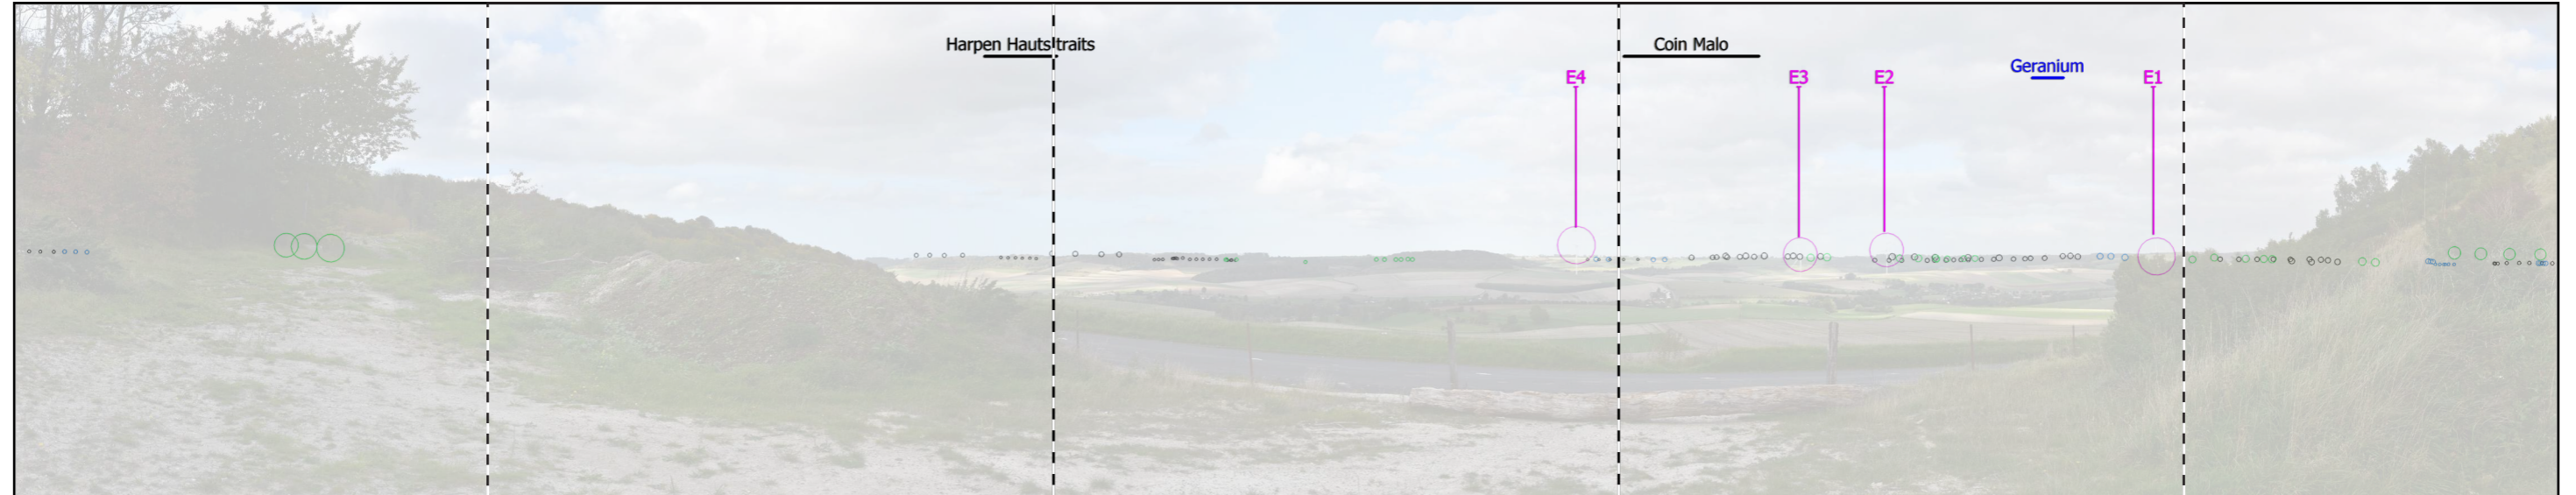 Harpen Hauts traits
Coin Malo
Geranium
E4
E3
E2
E1